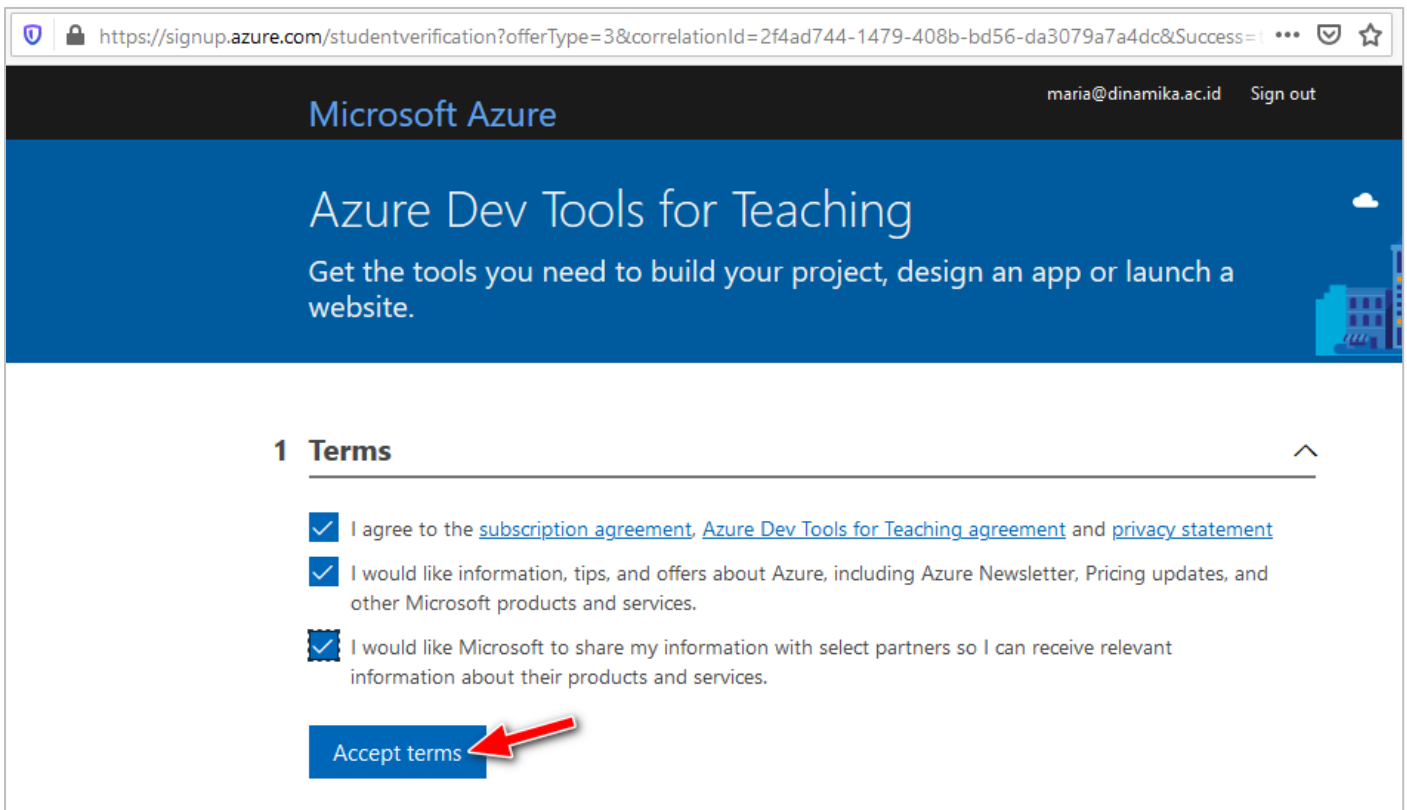 https://signup.azure.com/studentverification?offerType=3&correlationId=2f4ad744-1479-408b-bd56-da3079a7a4dc&Success=
maria@dinamika.ac.id Sign out
Microsoft Azure
Azure Dev Tools for Teaching
Get the tools you need to build your project, design an app or launch a
website.
1 Terms
I agree to the subscription agreement, Azure Dev Tools for Teaching agreement and privacy statement
I would like information, tips, and offers about Azure, including Azure Newsletter, Pricing updates, and
other Microsoft products and services.
I would like Microsoft to share my information with select partners so I can receive relevant
information about their products and services.
Accept terms